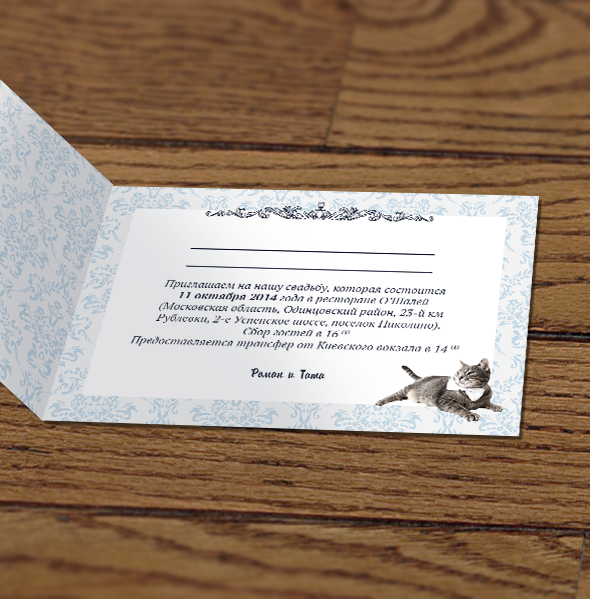 Приглашаем на нашу свадьбу, которая состоится
11 октября 2014 года в ресторане О'Шалей
(Московская область, Одинцовский район, 23-й км
Рублевки, 2-е Успенское шоссе, поселок Николино).
Сбор гостей в 16 00
Предоставляется трансфер от Киевского вокзала в 14 00
Роман и Тата